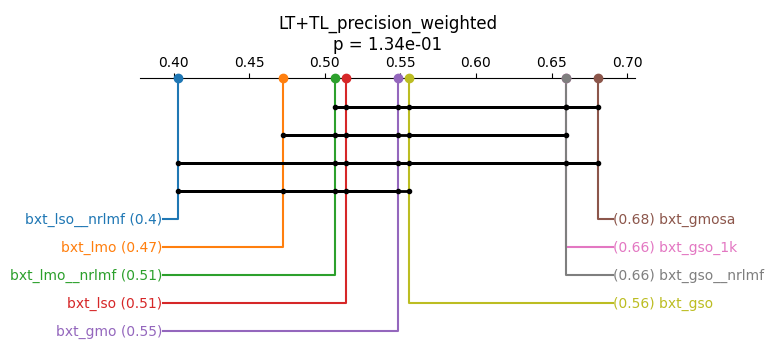 LT+TL_precision_weighted
p = 1.34e-01
0.40 0.45 0.50 0.55 0.60 0.65 0.70
bxt_lso__nrlmf (0.4) (0.68) bxt_gmosa
bxt_lmo (0.47) (0.66) bxt_gso_1k
bxt_lmo__nrlmf (0.51) (0.66) bxt_gso__nrlmf
bxt_lso (0.51) (0.56) bxt_gso
bxt_gmo (0.55)